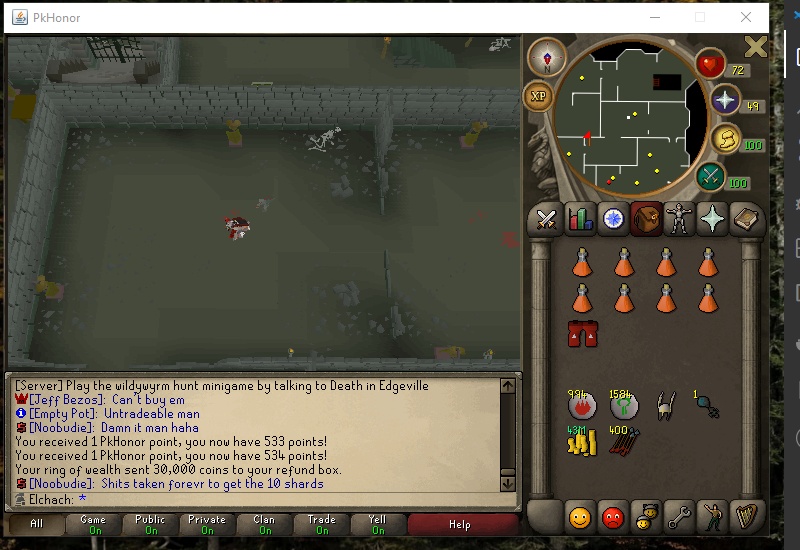 PkHonor
N
XP
72
49
100
100
994
1584
1
43M
400
[Server] Play the wildywyrm hunt minigame by talking to Death in Edgeville
[Jeff Bezos]: Can't buy em
[Empty Pot]: Untradeable man
[Noobudie]: Damn it man haha
You received 1 PkHonor point, you now have 533 points!
You received 1 PkHonor point, you now have 534 points!
Your ring of wealth sent 30,000 coins to your refund box.
[Noobudie]: Shits taken forevr to get the 10 shards
Elchach: *
All
Game
On
Public
On
Private
On
Clan
On
Trade
On
Yell
On
Help